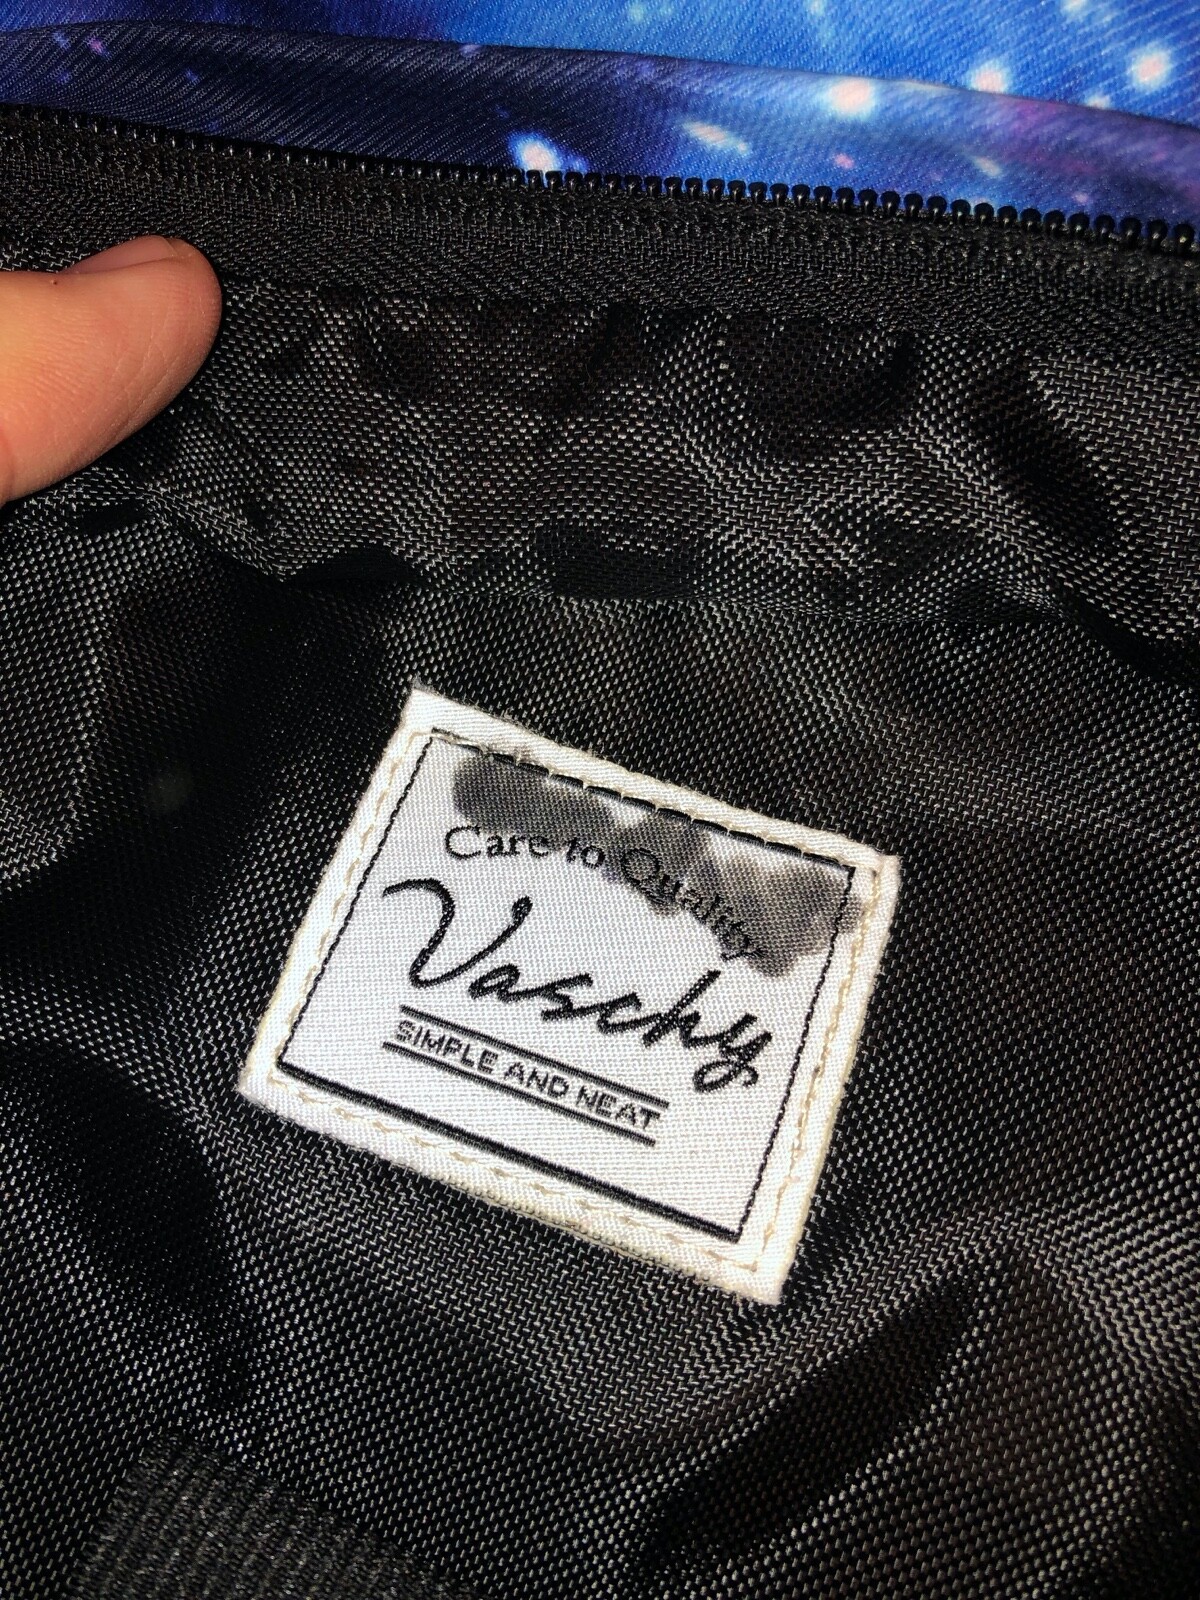 Care to Quality
Vaschy
SIMPLE AND NEAT